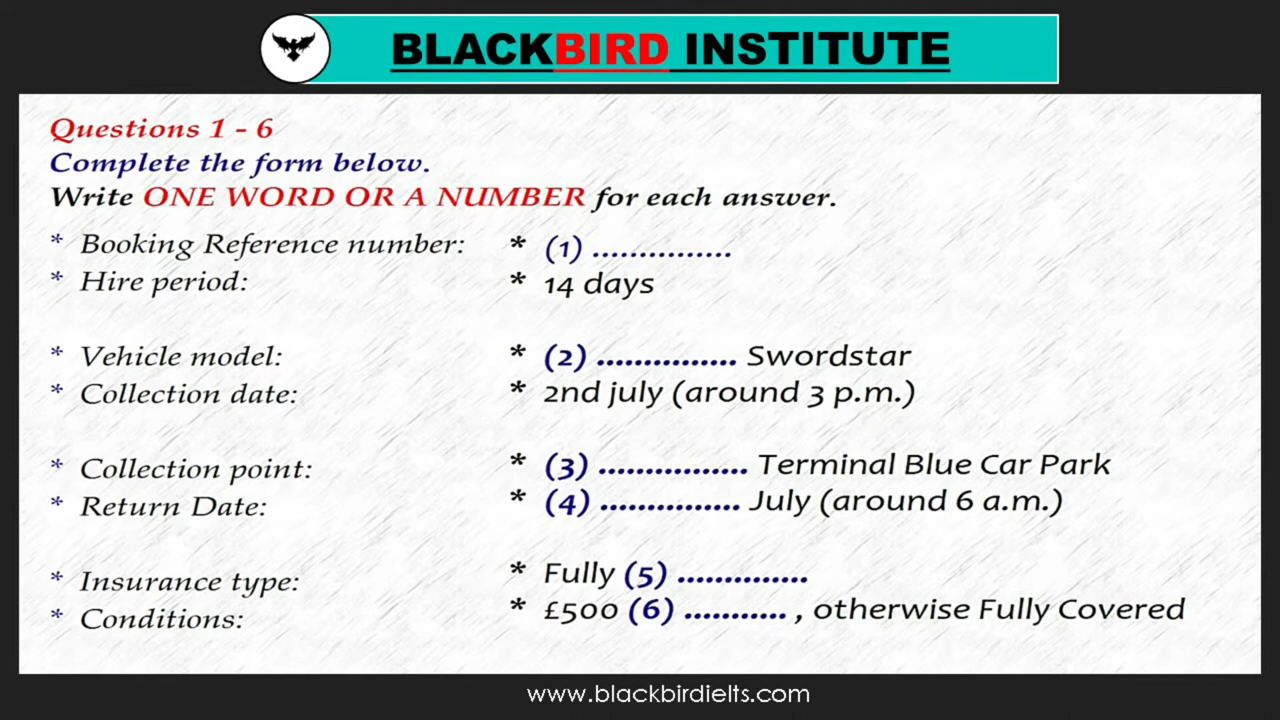 BLACKBIRD INSTITUTE
Questions 1 - 6
Complete the form below.
Write ONE WORD OR A NUMBER for each answer.
* Booking Reference number: * (1) ...............
* Hire period: * 14 days
* Vehicle model: * (2) ............... Swordstar
* Collection date: * 2nd july (around 3 p.m.)
* Collection point: * (3) ................ Terminal Blue Car Park
* Return Date: * (4) ............... July (around 6 a.m.)
* Insurance type: * Fully (5) ..............
* Conditions: * £500 (6) ........... , otherwise Fully Covered
www.blackbirdielts.com